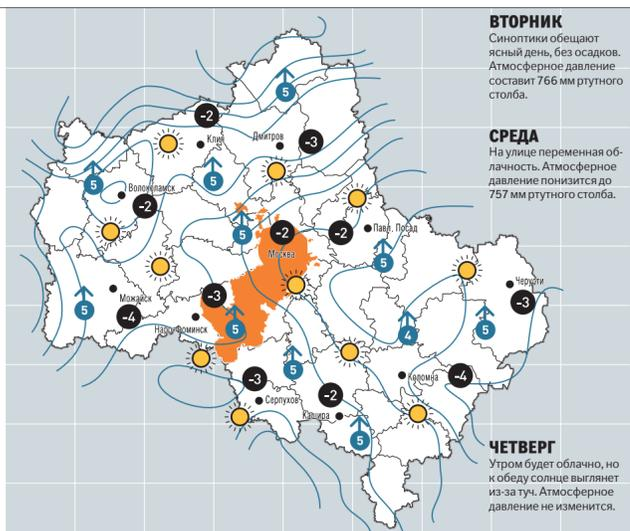 ВТОРНИК
Синоптики обещают
ясный день, без осадков.
Атмосферное давление
составит 766 мм ртутного
столба.
СРЕДА
На улице переменная об-
лачность. Атмосферное
давление понизится до
757 мм ртутного столба.
ЧЕТВЕРГ
Утром будет облачно, но
к обеду солнце выглянет
из-за туч. Атмосферное
давление не изменится.
5
-2
Клин
Дмитров
-3
5
5
Волоколамск
-2
5
-2
Москва
-2
Павл. Посад
5
Черусти
-3
Можайск
-4
5
-3
Наро-Фоминск
5
4
5
-3
Серпухов
5
-2
Кашира
Коломна
-4
5